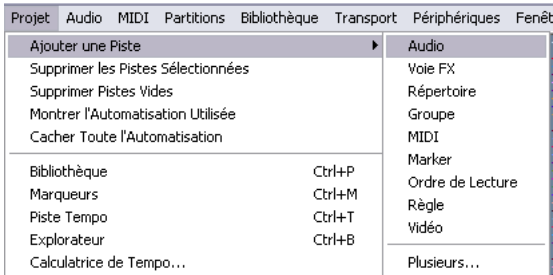 Projet Audio MIDI Partitions Bibliothèque Transport Périphériques Fenêt
Ajouter une Piste
Supprimer les Pistes Sélectionnées
Supprimer Pistes Vides
Montrer l'Automatisation Utilisée
Cacher Toute l'Automatisation
Bibliothèque Ctrl+P
Marqueurs Ctrl+M
Piste Tempo Ctrl+T
Explorateur Ctrl+B
Calculatrice de Tempo...
Audio
Voie FX
Répertoire
Groupe
MIDI
Marker
Ordre de Lecture
Règle
Vidéo
Plusieurs...